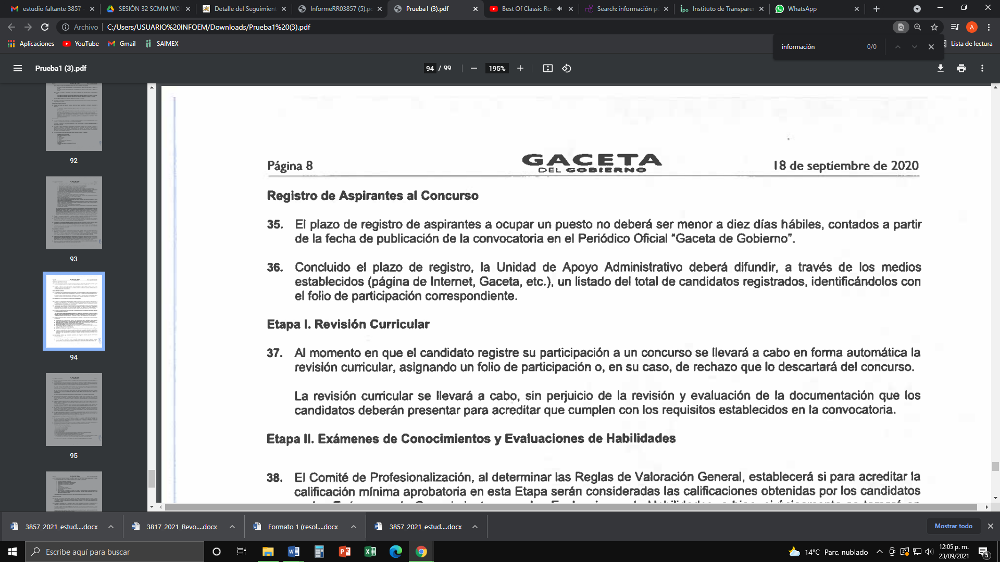 estudio faltante 3857
SESIÓN 32 SCMM WO
Detalle del Seguimient
InformeRR03857 (5).p
Prueba1 (3).pdf
Best Of Classic Ro
Search: información p
Instituto de Transparen
WhatsApp
Archivo
C:/Users/USUARIO%20INFOEM/Downloads/Prueba1%20(3).pdf
A
Aplicaciones
YouTube
Gmail
SAIMEX
información
0/0
Lista de lectura
Prueba1 (3).pdf
94 / 99
195%
92
93
94
95
Página 8
GACETA
DEL GOBIERNO
18 de septiembre de 2020
Registro de Aspirantes al Concurso
35. El plazo de registro de aspirantes a ocupar un puesto no deberá ser menor a diez días hábiles, contados a partir
de la fecha de publicación de la convocatoria en el Periódico Oficial "Gaceta de Gobierno".
36. Concluido el plazo de registro, la Unidad de Apoyo Administrativo deberá difundir, a través de los medios
establecidos (página de Internet, Gaceta, etc.), un listado del total de candidatos registrados, identificándolos con
el folio de participación correspondiente.
Etapa I. Revisión Curricular
37. Al momento en que el candidato registre su participación a un concurso se llevará a cabo en forma automática la
revisión curricular, asignando un folio de participación o, en su caso, de rechazo que lo descartará del concurso.
La revisión curricular se llevará a cabo, sin perjuicio de la revisión y evaluación de la documentación que los
candidatos deberán presentar para acreditar que cumplen con los requisitos establecidos en la convocatoria.
Etapa II. Exámenes de Conocimientos y Evaluaciones de Habilidades
38. El Comité de Profesionalización, al determinar las Reglas de Valoración General, establecerá si para acreditar la
calificación mínima aprobatoria en esta Etapa serán consideradas las calificaciones obtenidas por los candidatos
3857_2021_estud....docx
3817_2021_Revo....docx
Formato 1 (resol....docx
3857_2021_estud....docx
Mostrar todo
Escribe aquí para buscar
14°C Parc. nublado
12:05 p. m.
23/09/2021
5